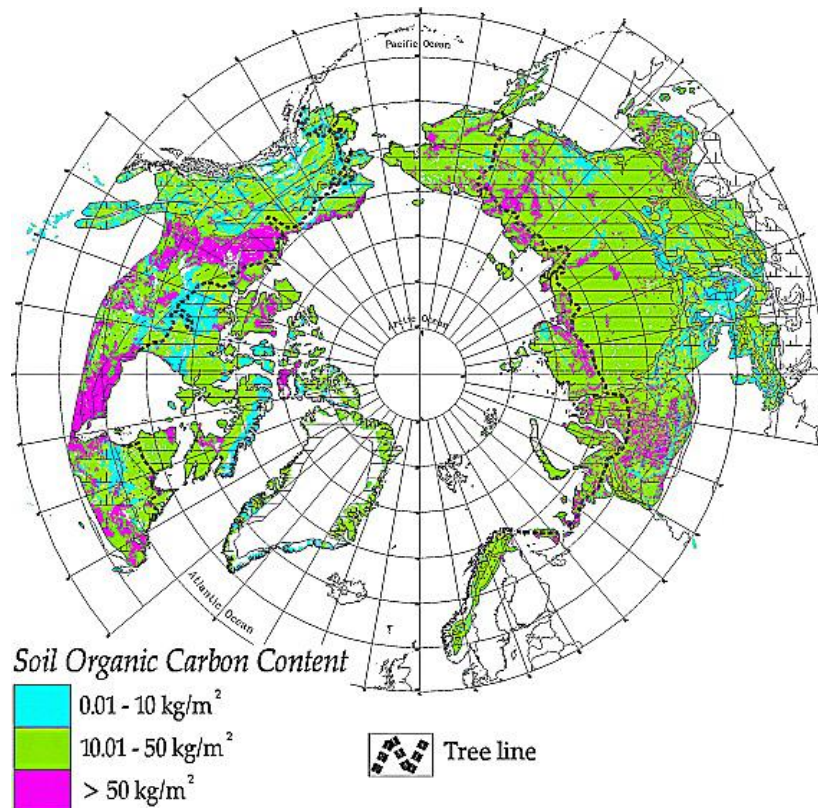 Pacific Ocean
Arctic Ocean
Atlantic Ocean
Soil Organic Carbon Content
0.01 - 10 kg/m²
10.01 - 50 kg/m²
> 50 kg/m²
Tree line